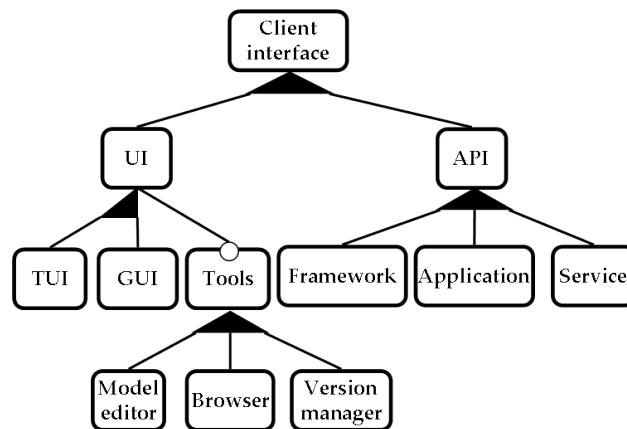 Client
interface
UI
API
TUI
GUI
Tools
Framework
Application
Service
Model
editor
Browser
Version
manager